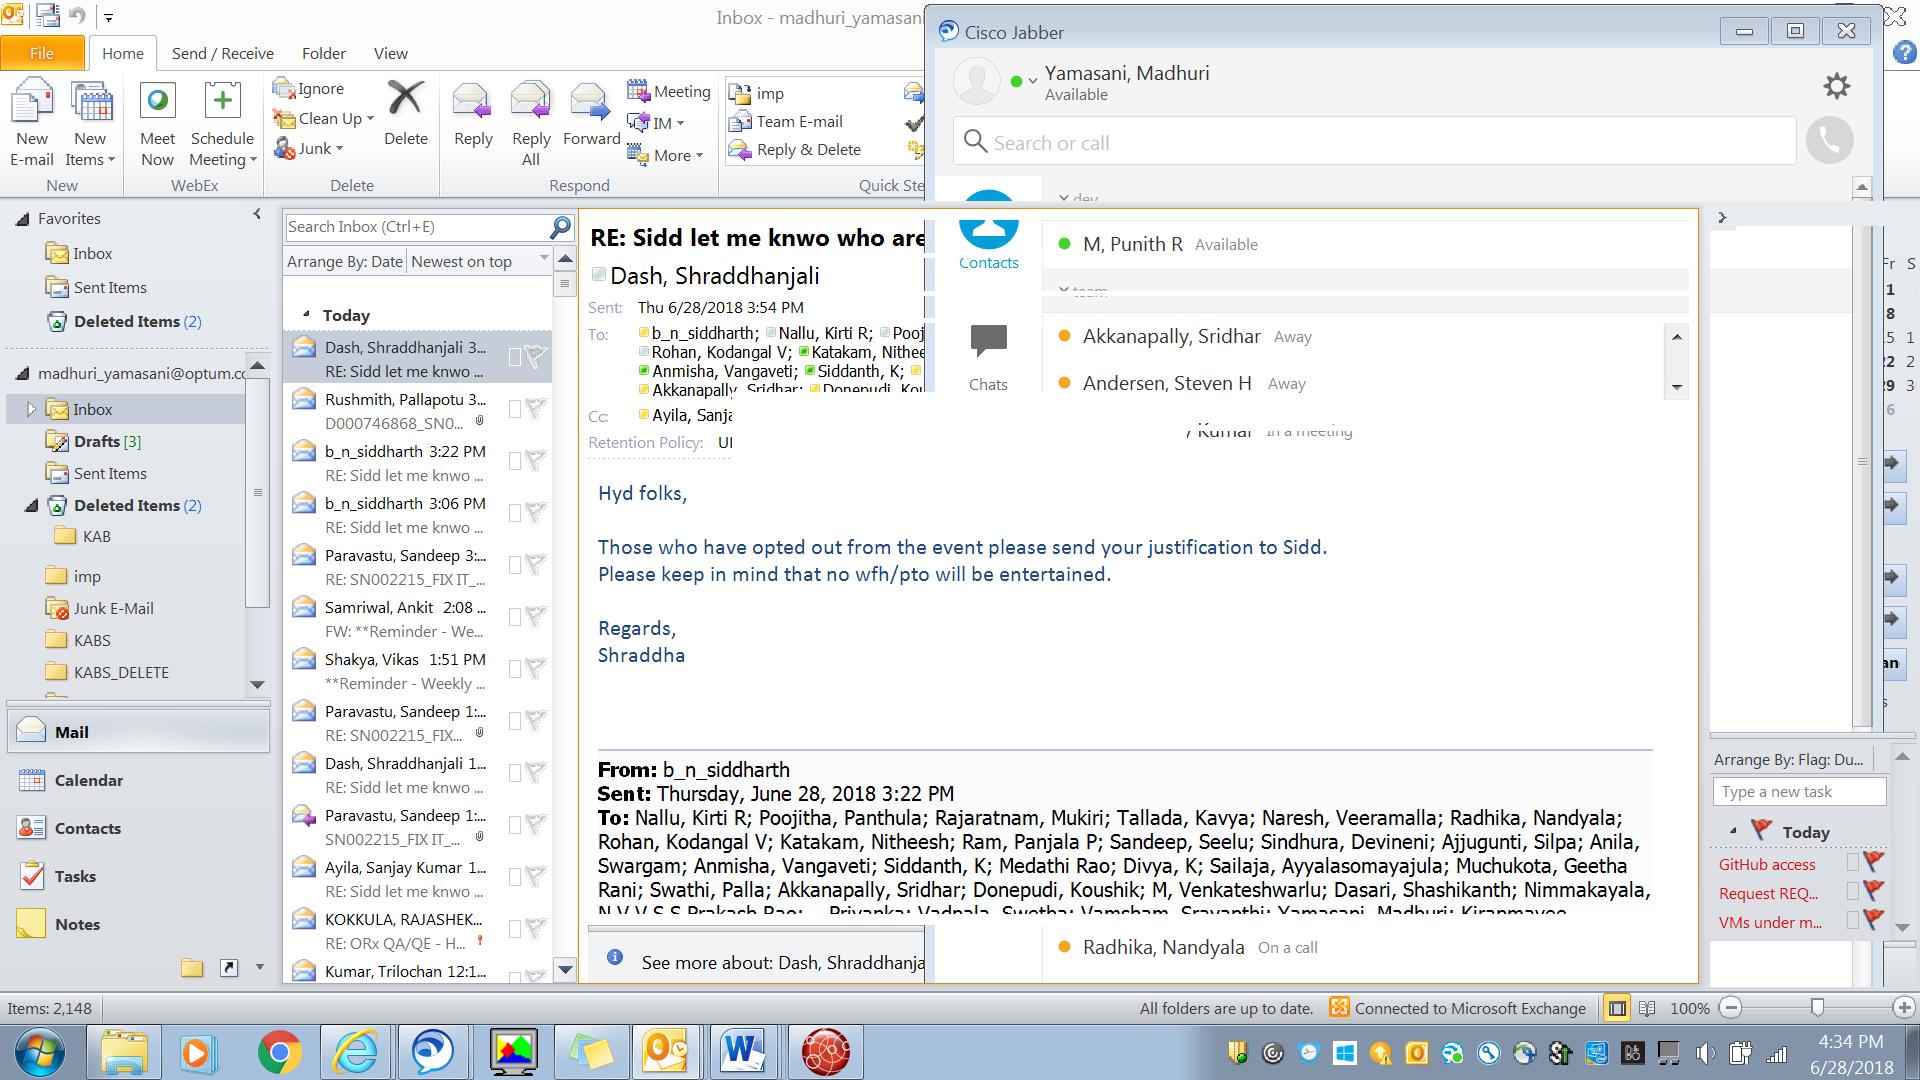 Inbox - madhuri_yamasani
File
Home
Send / Receive
Folder
View
New E-mail
New Items
New
Meet Now
Schedule Meeting
WebEx
Ignore
Clean Up
Junk
Delete
Delete
Reply
Reply All
Forward
Meeting
IM
More
Respond
imp
Team E-mail
Reply & Delete
Quick Ste
Cisco Jabber
Yamasani, Madhuri
Available
Search or call
Contacts
Chats
M, Punith R Available
Akkanapally, Sridhar Away
Andersen, Steven H Away
Radhika, Nandyala On a call
Favorites
Inbox
Sent Items
Deleted Items (2)
madhuri_yamasani@optum.cc
Inbox
Drafts [3]
Sent Items
Deleted Items (2)
KAB
imp
Junk E-Mail
KABS
KABS_DELETE
Mail
Calendar
Contacts
Tasks
Notes
Search Inbox (Ctrl+E)
Arrange By: Date Newest on top
Today
Dash, Shraddhanjali 3...
RE: Sidd let me knwo ...
Rushmith, Pallapotu 3...
D000746868_SN0...
b_n_siddharth 3:22 PM
RE: Sidd let me knwo ...
b_n_siddharth 3:06 PM
RE: Sidd let me knwo ...
Paravastu, Sandeep 3:...
RE: SN002215_FIX IT_...
Samriwal, Ankit 2:08 ...
FW: **Reminder - We...
Shakya, Vikas 1:51 PM
**Reminder - Weekly ...
Paravastu, Sandeep 1:...
RE: SN002215_FIX...
Dash, Shraddhanjali 1...
RE: Sidd let me knwo ...
Paravastu, Sandeep 1:...
SN002215_FIX IT_...
Ayila, Sanjay Kumar 1...
RE: Sidd let me knwo ...
KOKKULA, RAJASHEK...
RE: ORx QA/QE - H...
Kumar, Trilochan 12:1...
RE: Sidd let me knwo who are
Dash, Shraddhanjali
Sent: Thu 6/28/2018 3:54 PM
To: b_n_siddharth; Nallu, Kirti R; Pooj
Rohan, Kodangal V; Katakam, Nithee
Anmisha, Vangaveti; Siddanth, K;
Akkanapally, Sridhar; Donepudi, Kou
Cc: Ayila, Sanja
Retention Policy:
Hyd folks,
Those who have opted out from the event please send your justification to Sidd.
Please keep in mind that no wfh/pto will be entertained.
Regards,
Shraddha
From: b_n_siddharth
Sent: Thursday, June 28, 2018 3:22 PM
To: Nallu, Kirti R; Poojitha, Panthula; Rajaratnam, Mukiri; Tallada, Kavya; Naresh, Veeramalla; Radhika, Nandyala;
Rohan, Kodangal V; Katakam, Nitheesh; Ram, Panjala P; Sandeep, Seelu; Sindhura, Devineni; Ajjugunti, Silpa; Anila,
Swargam; Anmisha, Vangaveti; Siddanth, K; Medathi Rao; Divya, K; Sailaja, Ayyalasomayajula; Muchukota, Geetha
Rani; Swathi, Palla; Akkanapally, Sridhar; Donepudi, Koushik; M, Venkateshwarlu; Dasari, Shashikanth; Nimmakayala,
See more about: Dash, Shraddhanja
Fr S
1
8
15 1
22 2
29 3
6
an
Arrange By: Flag: Du...
Type a new task
Today
GitHub access
Request REQ...
VMs under m...
Items: 2,148
All folders are up to date.
Connected to Microsoft Exchange
100%
4:34 PM
6/28/2018